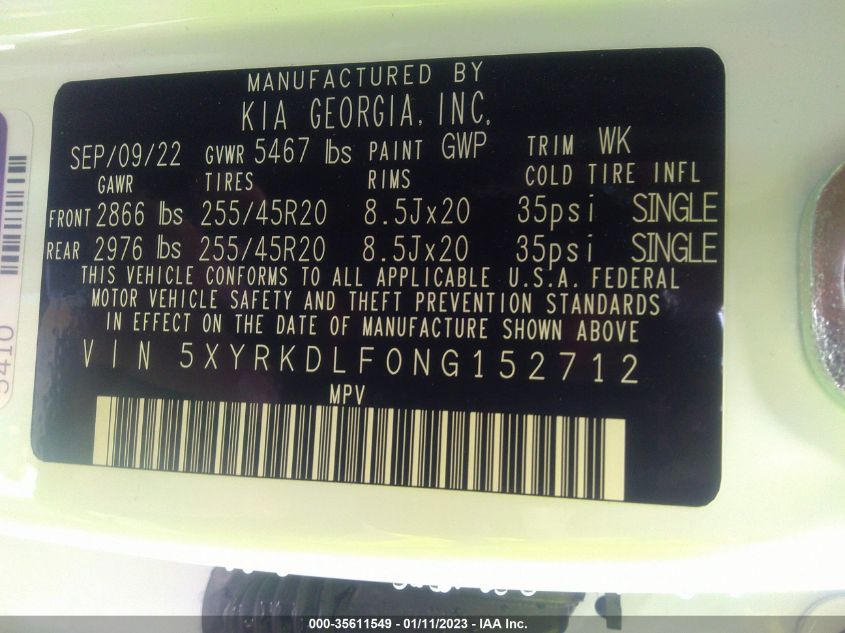 MANUFACTURED BY
KIA GEORGIA, INC.
SEP/09/22 GVWR 5467 lbs PAINT GWP TRIM WK
GAWR TIRES RIMS COLD TIRE INFL
FRONT 2866 lbs 255/45R20 8.5Jx20 35psi SINGLE
REAR 2976 lbs 255/45R20 8.5Jx20 35psi SINGLE
THIS VEHICLE CONFORMS TO ALL APPLICABLE U.S.A. FEDERAL
MOTOR VEHICLE SAFETY AND THEFT PREVENTION STANDARDS
IN EFFECT ON THE DATE OF MANUFACTURE SHOWN ABOVE
VIN 5XYRKDLF0NG152712
MPV
5410
000-35611549 / 01/11/2023 - IAA Inc.